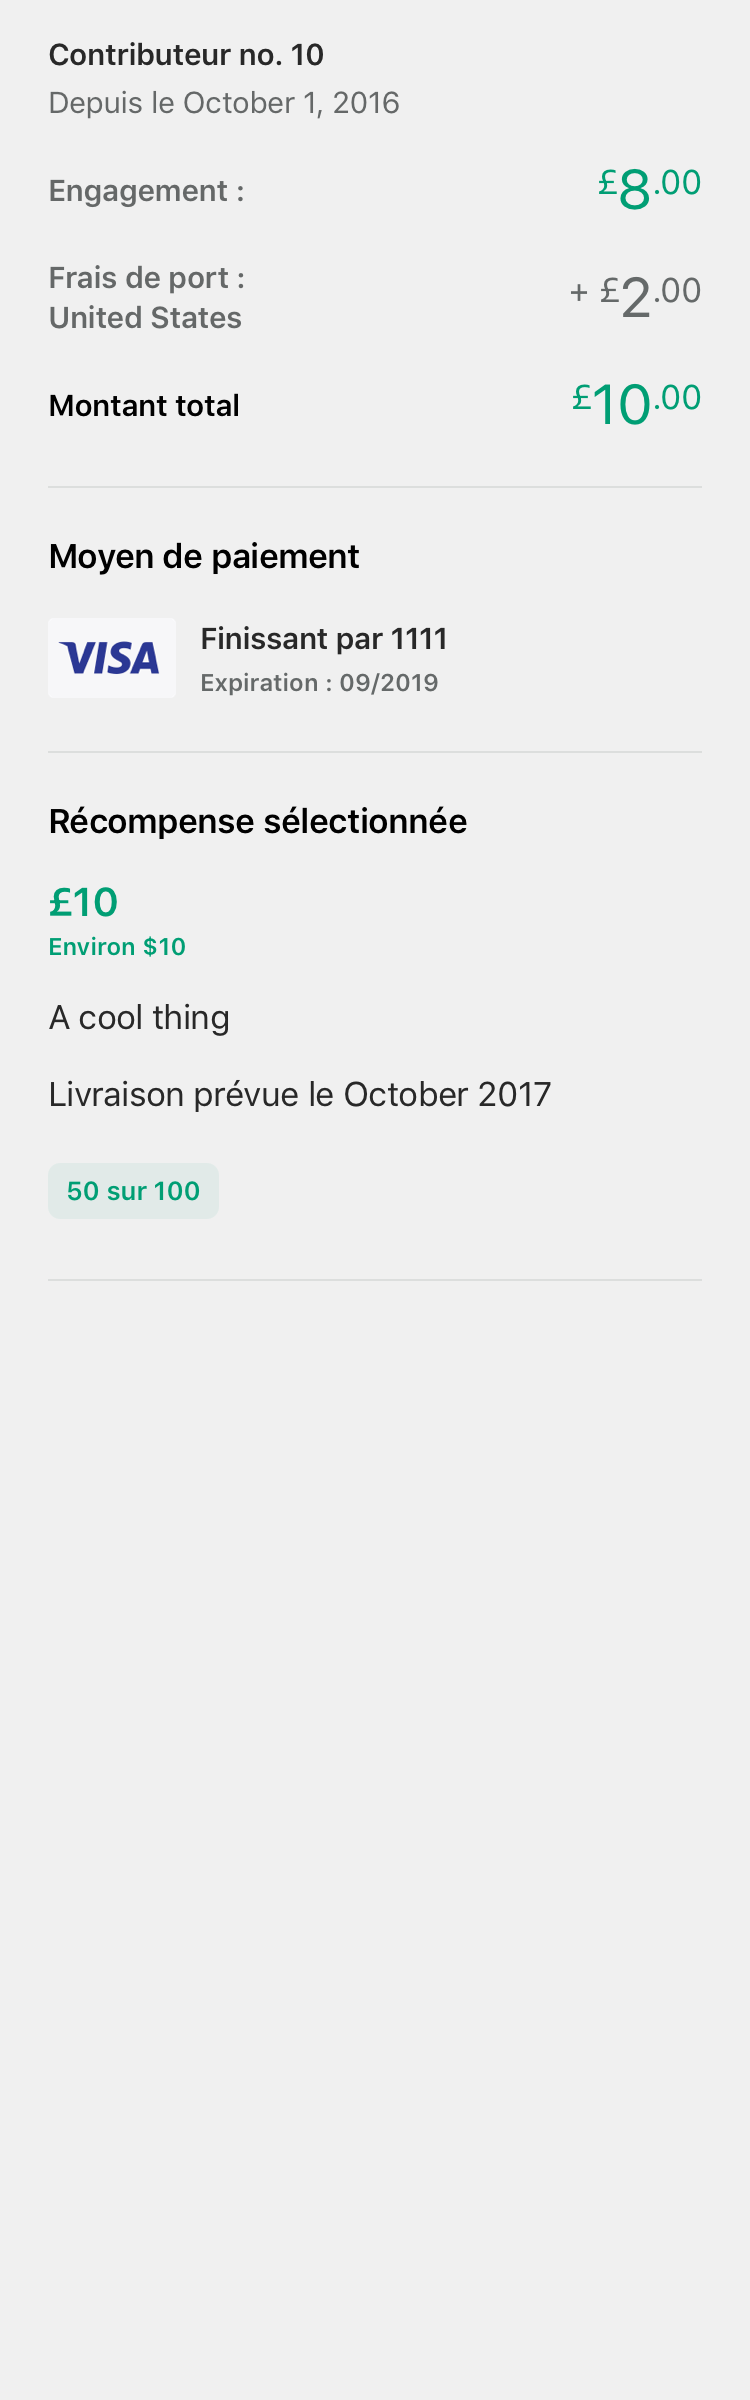 Contributeur no. 10
Depuis le October 1, 2016
Engagement :
£8.00
Frais de port :
United States
+ £2.00
Montant total
£10.00
Moyen de paiement
VISA
Finissant par 1111
Expiration : 09/2019
Récompense sélectionnée
£10
Environ $10
A cool thing
Livraison prévue le October 2017
50 sur 100